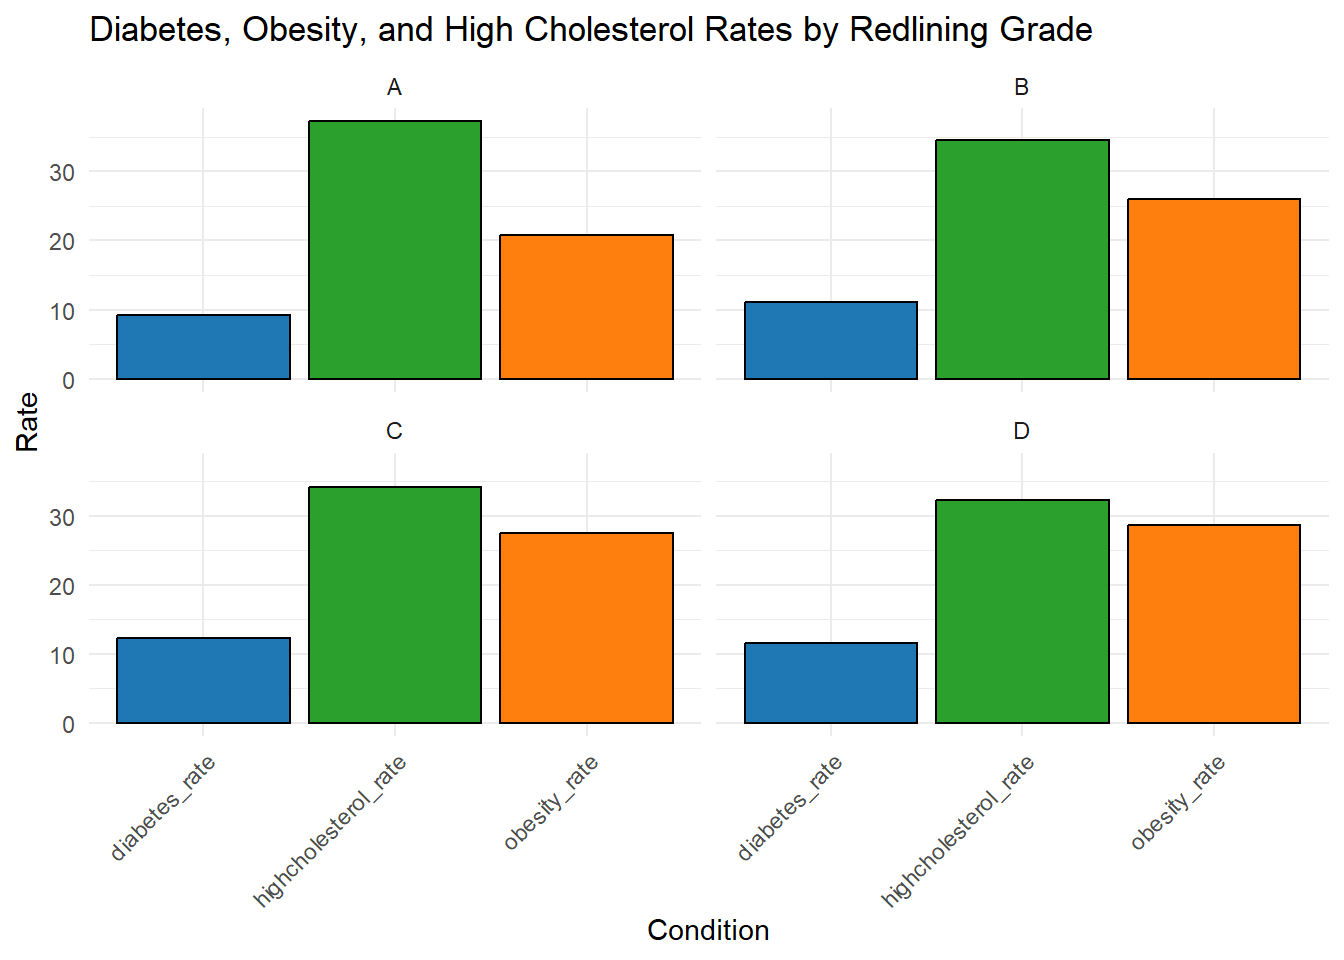 Diabetes, Obesity, and High Cholesterol Rates by Redlining Grade
A
B
30
20
10
0
Rate
C
D
30
20
10
0
diabetes_rate
highcholesterol_rate
obesity_rate
diabetes_rate
highcholesterol_rate
obesity_rate
Condition